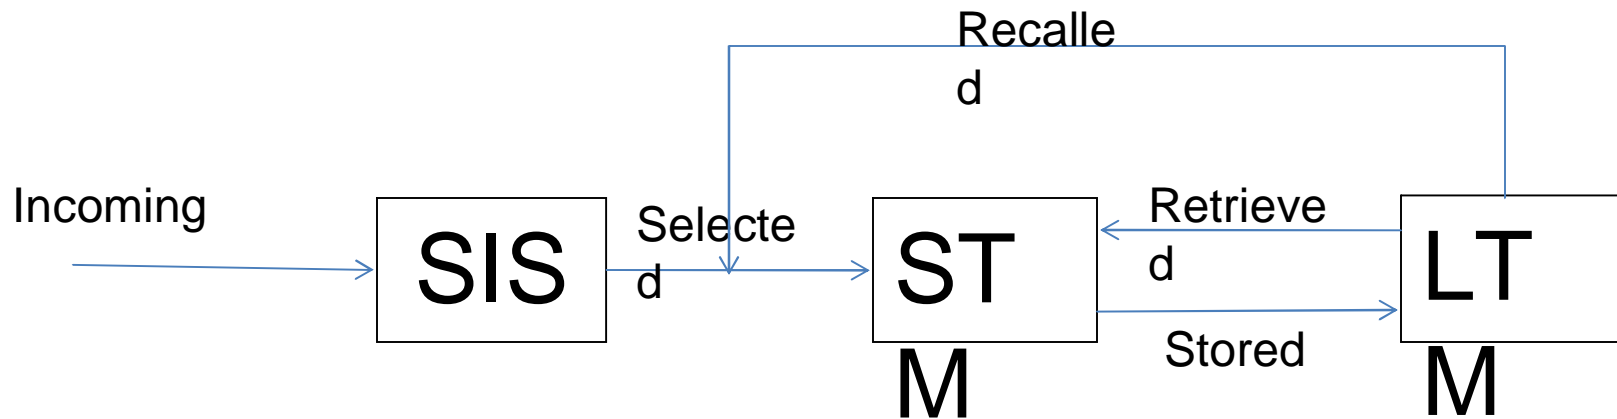 Recalle
d
Incoming
SIS
Selecte
d
ST
M
Retrieve
d
Stored
LT
M